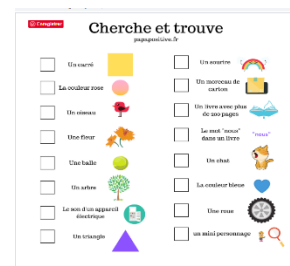 Enregistrer
Cherche et trouve
papapositive.fr
Un carré
La couleur rose
Un oiseau
Une fleur
Une balle
Un arbre
Le son d'un appareil
électrique
Un triangle
Un sourire
Un morceau de
carton
Un livre avec plus
de 100 pages
Le mot "nous"
dans un livre
"nous"
Un chat
La couleur bleue
Une roue
un mini personnage